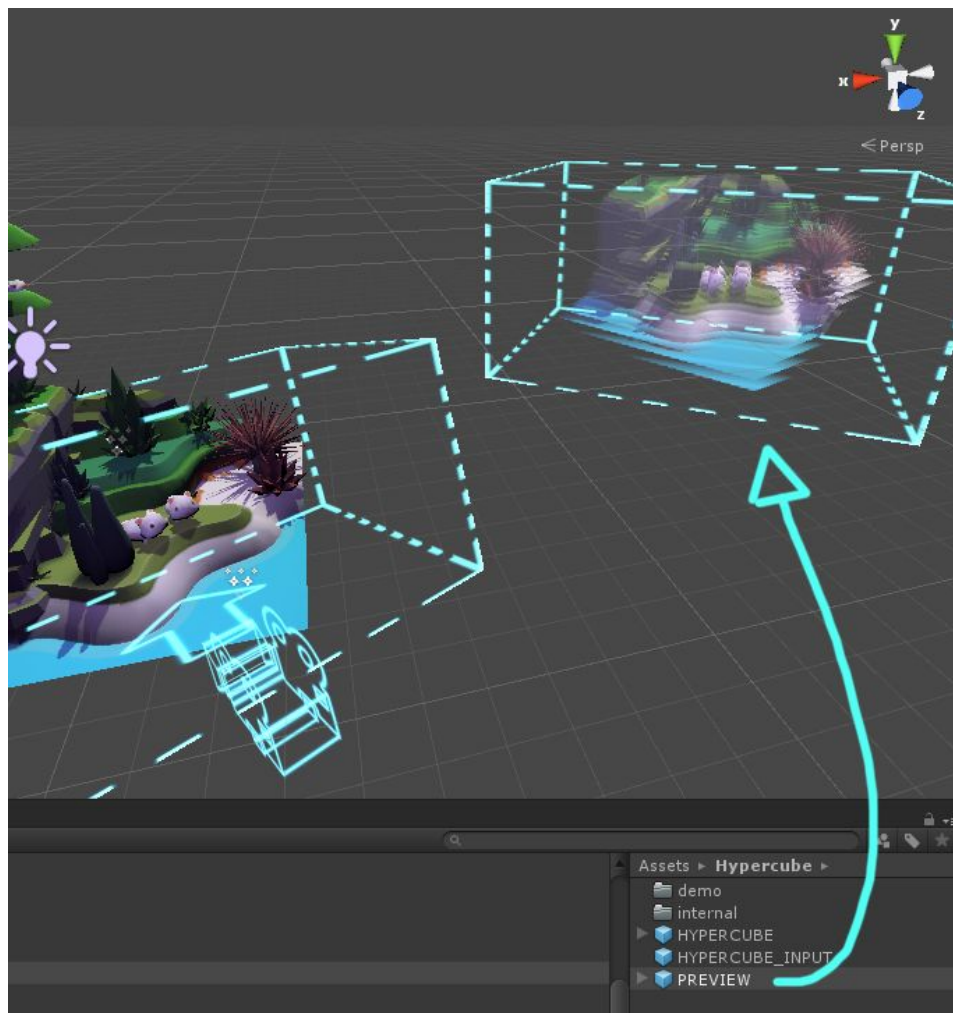 y
x
z
Persp
Assets ▸ Hypercube ▸
demo
internal
HYPERCUBE
HYPERCUBE_INPUT
PREVIEW